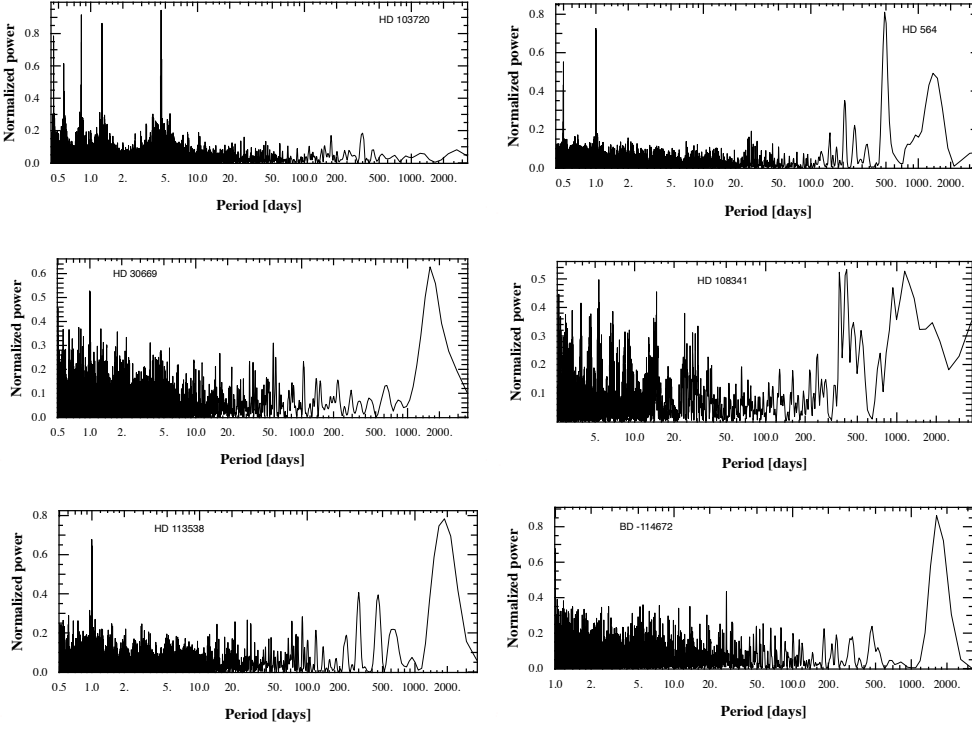 HD 103720
Normalized power
0.8
0.6
0.4
0.2
0.0
0.5 1.0 2. 5. 10.0 20. 50. 100.0 200. 500. 1000. 2000.
Period [days]
HD 564
Normalized power
0.8
0.6
0.4
0.2
0.0
0.5 1.0 2. 5. 10.0 20. 50. 100.0 200. 500. 1000. 2000.
Period [days]
HD 30669
Normalized power
0.6
0.5
0.4
0.3
0.2
0.1
0.0
0.5 1.0 2. 5. 10.0 20. 50. 100.0 200. 500. 1000. 2000.
Period [days]
HD 108341
Normalized power
0.5
0.4
0.3
0.2
0.1
5. 10.0 20. 50. 100.0 200. 500. 1000. 2000.
Period [days]
HD 113538
Normalized power
0.8
0.6
0.4
0.2
0.0
0.5 1.0 2. 5. 10.0 20. 50. 100.0 200. 500. 1000. 2000.
Period [days]
BD -114672
Normalized power
0.8
0.6
0.4
0.2
0.0
1.0 2. 5. 10.0 20. 50. 100.0 200. 500. 1000. 2000.
Period [days]